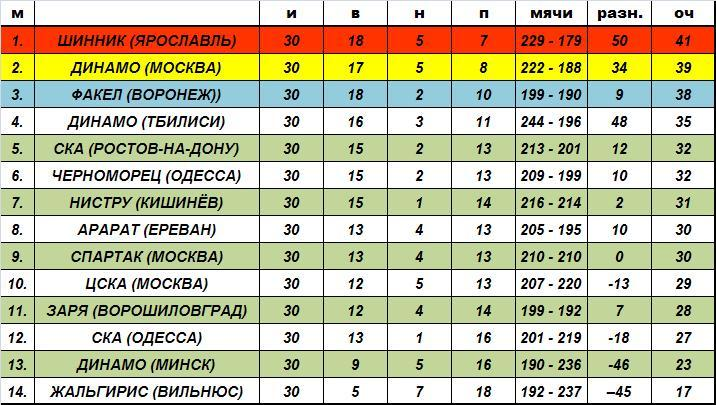 м и в н п мячи разн. оч
1. ШИННИК (ЯРОСЛАВЛЬ) 30 18 5 7 229 - 179 50 41
2. ДИНАМО (МОСКВА) 30 17 5 8 222 - 188 34 39
3. ФАКЕЛ (ВОРОНЕЖ)) 30 18 2 10 199 - 190 9 38
4. ДИНАМО (ТБИЛИСИ) 30 16 3 11 244 - 196 48 35
5. СКА (РОСТОВ-НА-ДОНУ) 30 15 2 13 213 - 201 12 32
6. ЧЕРНОМОРЕЦ (ОДЕССА) 30 15 2 13 209 - 199 10 32
7. НИСТРУ (КИШИНЁВ) 30 15 1 14 216 - 214 2 31
8. АРАРАТ (ЕРЕВАН) 30 13 4 13 205 - 195 10 30
9. СПАРТАК (МОСКВА) 30 13 4 13 210 - 210 0 30
10. ЦСКА (МОСКВА) 30 12 5 13 207 - 220 -13 29
11. ЗАРЯ (ВОРОШИЛОВГРАД) 30 12 4 14 199 - 192 7 28
12. СКА (ОДЕССА) 30 13 1 16 201 - 219 -18 27
13. ДИНАМО (МИНСК) 30 9 5 16 190 - 236 -46 23
14. ЖАЛЬГИРИС (ВИЛЬНЮС) 30 5 7 18 192 - 237 –45 17